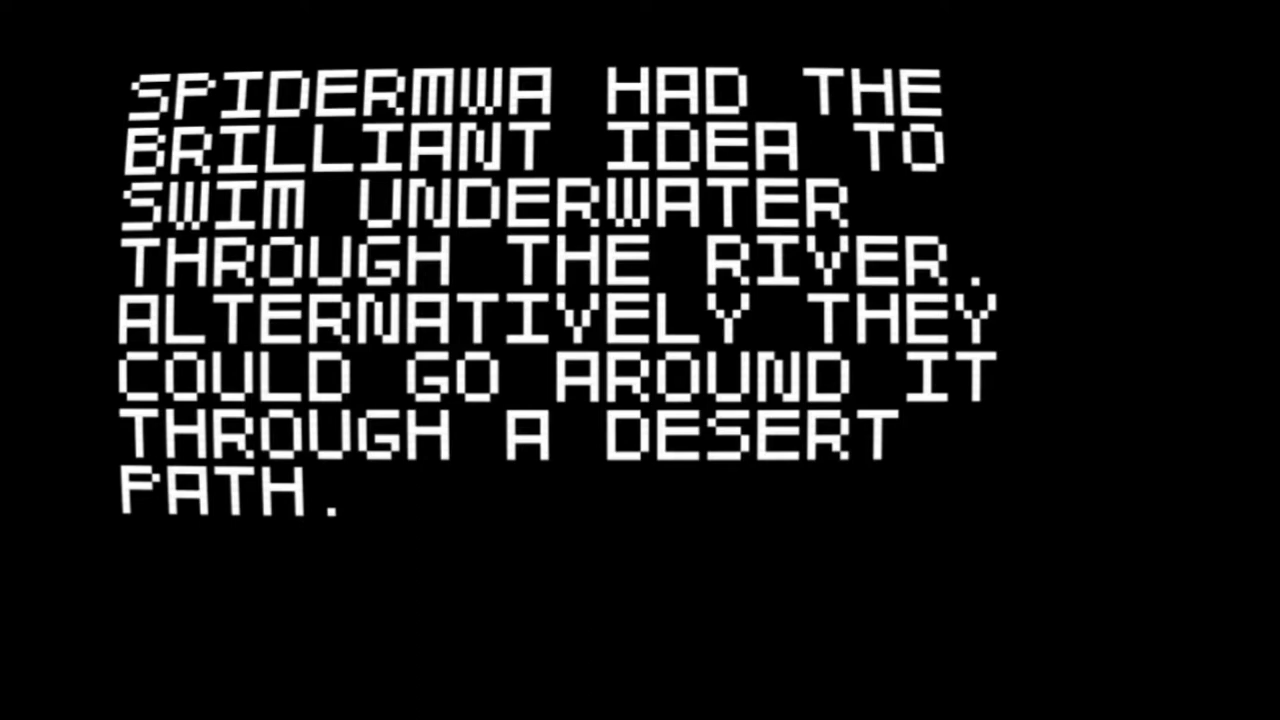 SPIDERMWA HAD THE
BRILLIANT IDEA TO
SWIM UNDERWATER
THROUGH THE RIVER.
ALTERNATIVELY THEY
COULD GO AROUND IT
THROUGH A DESERT
PATH.